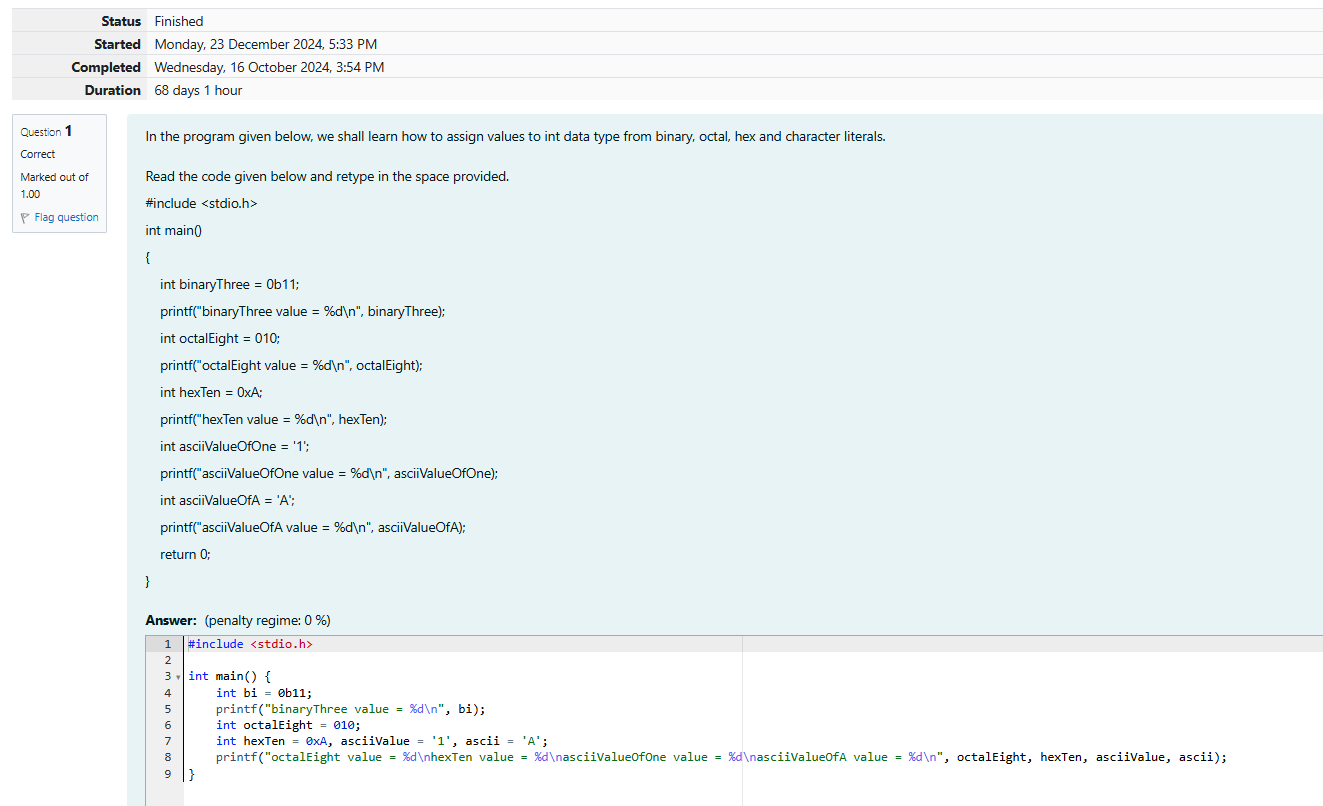 Status Finished
Started Monday, 23 December 2024, 5:33 PM
Completed Wednesday, 16 October 2024, 3:54 PM
Duration 68 days 1 hour
Question 1
Correct
Marked out of
1.00
Flag question
In the program given below, we shall learn how to assign values to int data type from binary, octal, hex and character literals.
Read the code given below and retype in the space provided.
#include <stdio.h>
int main()
{
int binaryThree = 0b11;
printf("binaryThree value = %d\n", binaryThree);
int octalEight = 010;
printf("octalEight value = %d\n", octalEight);
int hexTen = 0xA;
printf("hexTen value = %d\n", hexTen);
int asciiValueOfOne = '1';
printf("asciiValueOfOne value = %d\n", asciiValueOfOne);
int asciiValueOfA = 'A';
printf("asciiValueOfA value = %d\n", asciiValueOfA);
return 0;
}
Answer: (penalty regime: 0 %)
1 #include <stdio.h>
2
3 int main() {
4 int bi = 0b11;
5 printf("binaryThree value = %d\n", bi);
6 int octalEight = 010;
7 int hexTen = 0xA, asciiValue = '1', ascii = 'A';
8 printf("octalEight value = %d\nhexTen value = %d\nasciiValueOfOne value = %d\nasciiValueOfA value = %d\n", octalEight, hexTen, asciiValue, ascii);
9 }